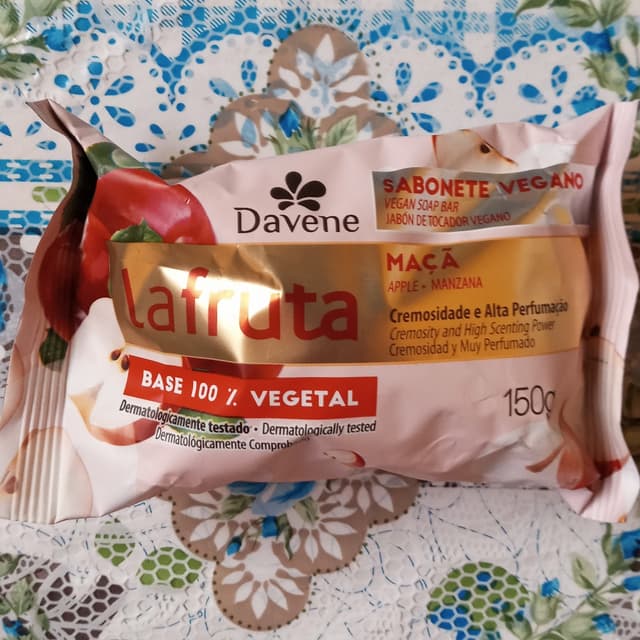 Davene
SABONETE VEGANO
VEGAN SOAP BAR
JABÓN DE TOCADOR VEGANO
lafruta
MAÇÃ
APPLE • MANZANA
Cremosidade e Alta Perfumação
Cremosity and High Scenting Power
Cremosidad y Muy Perfumado
BASE 100 % VEGETAL
Dermatologicamente testado • Dermatologically tested
Dermatológicamente
150g